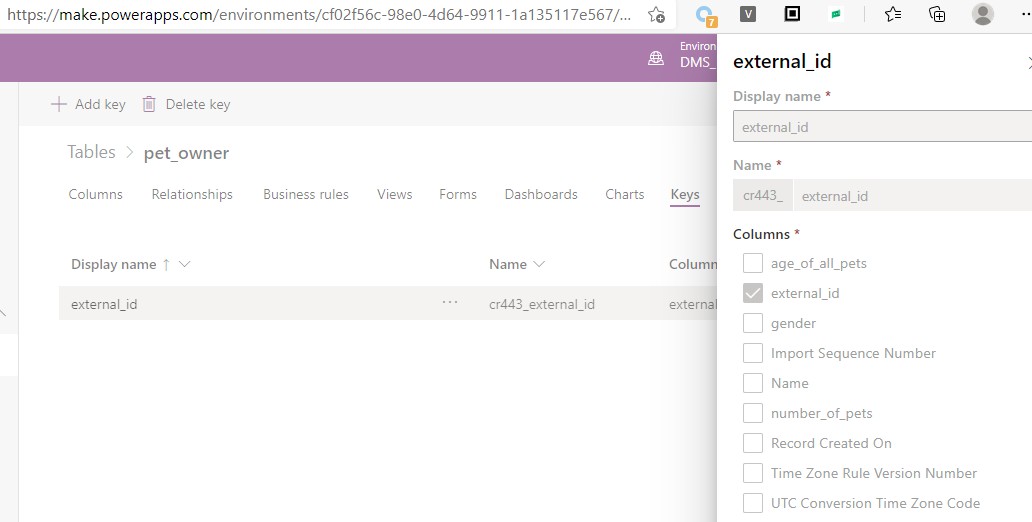 https://make.powerapps.com/environments/cf02f56c-98e0-4d64-9911-1a135117e567/...
7
V
Environ
DMS_
Add key
Delete key
Tables > pet_owner
Columns Relationships Business rules Views Forms Dashboards Charts Keys
Display name ↑ Name Column
external_id ... cr443_external_id external
external_id
Display name *
external_id
Name *
cr443_ external_id
Columns *
age_of_all_pets
external_id
gender
Import Sequence Number
Name
number_of_pets
Record Created On
Time Zone Rule Version Number
UTC Conversion Time Zone Code